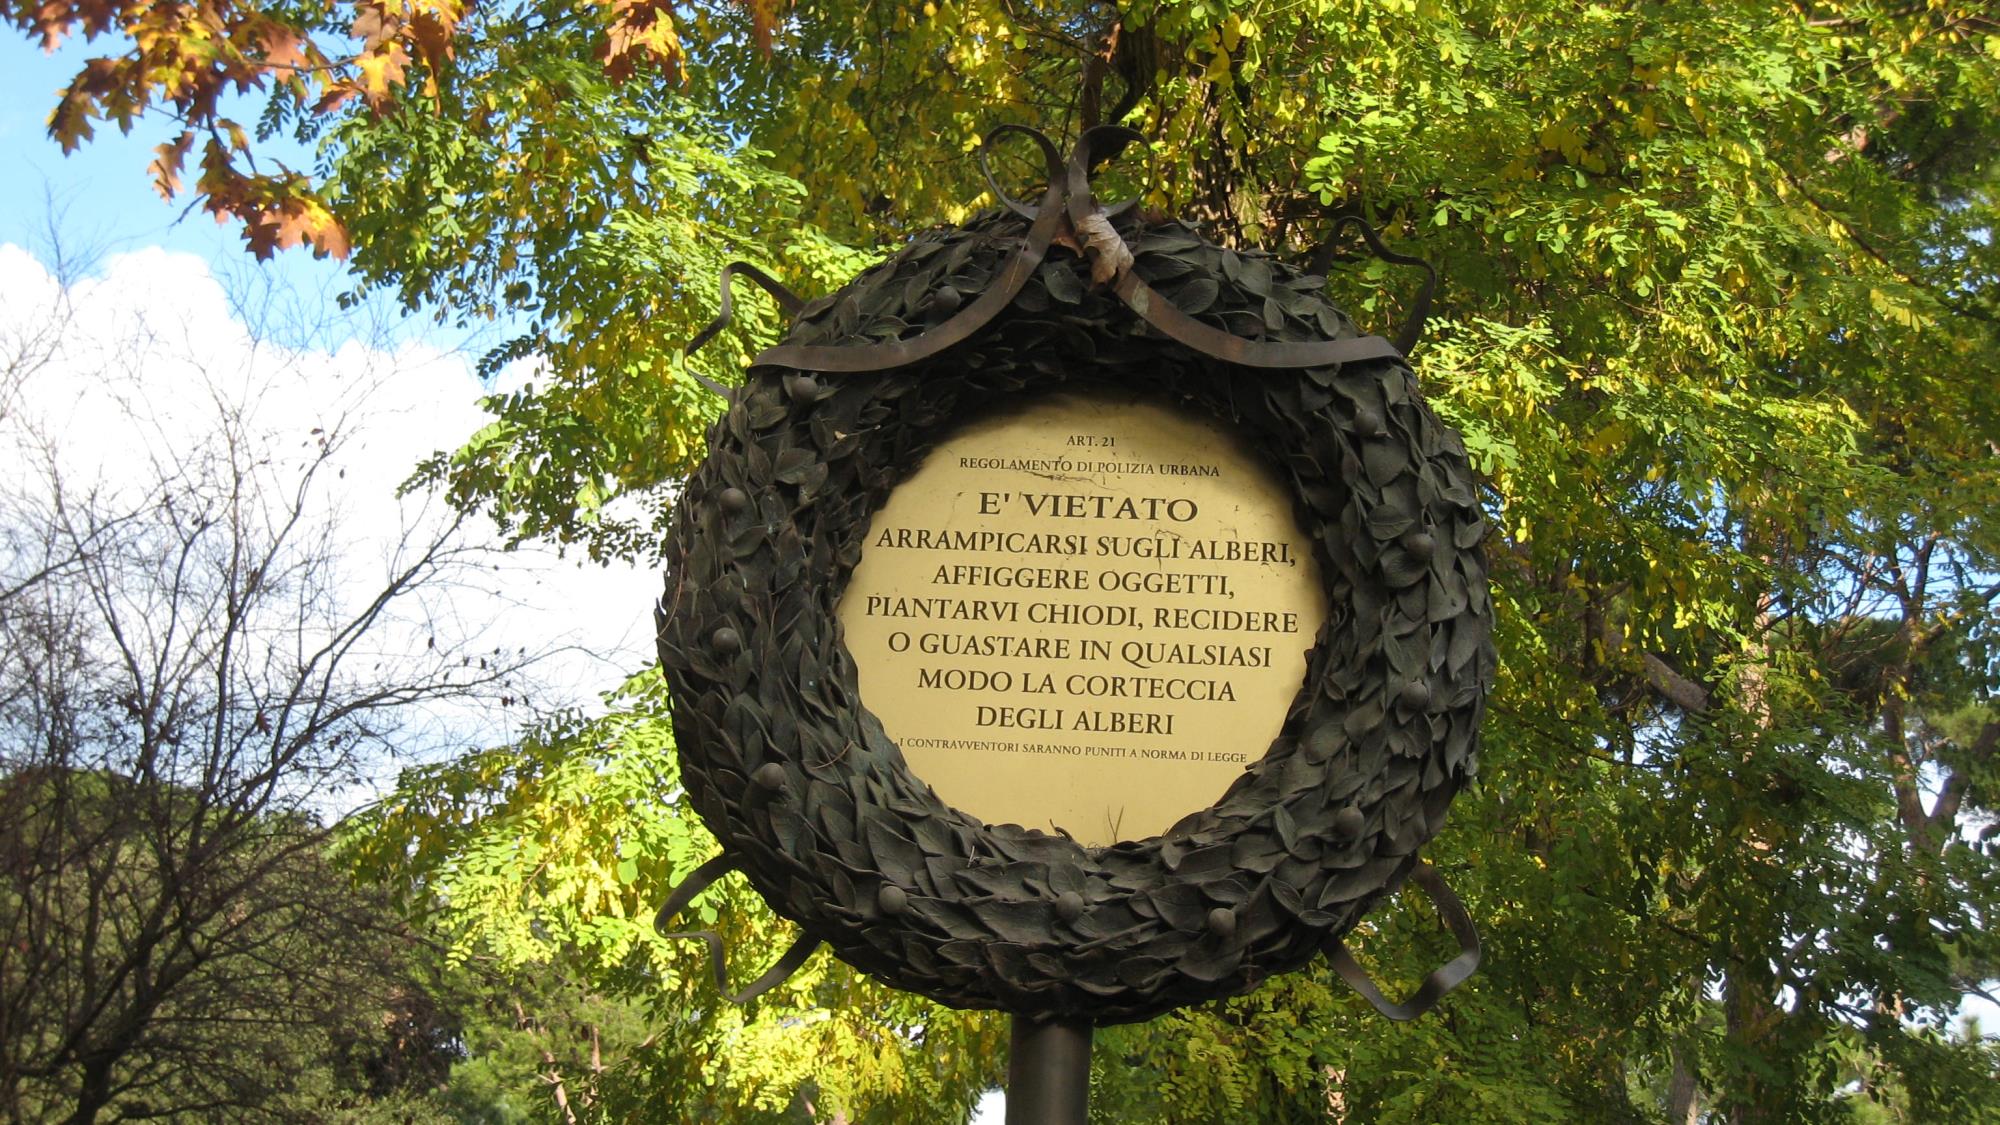 ART. 21
REGOLAMENTO DI POLIZIA URBANA
E' VIETATO
ARRAMPICARSI SUGLI ALBERI,
AFFIGGERE OGGETTI,
PIANTARVI CHIODI, RECIDERE
O GUASTARE IN QUALSIASI
MODO LA CORTECCIA
DEGLI ALBERI
I CONTRAVVENTORI SARANNO PUNITI A NORMA DI LEGGE